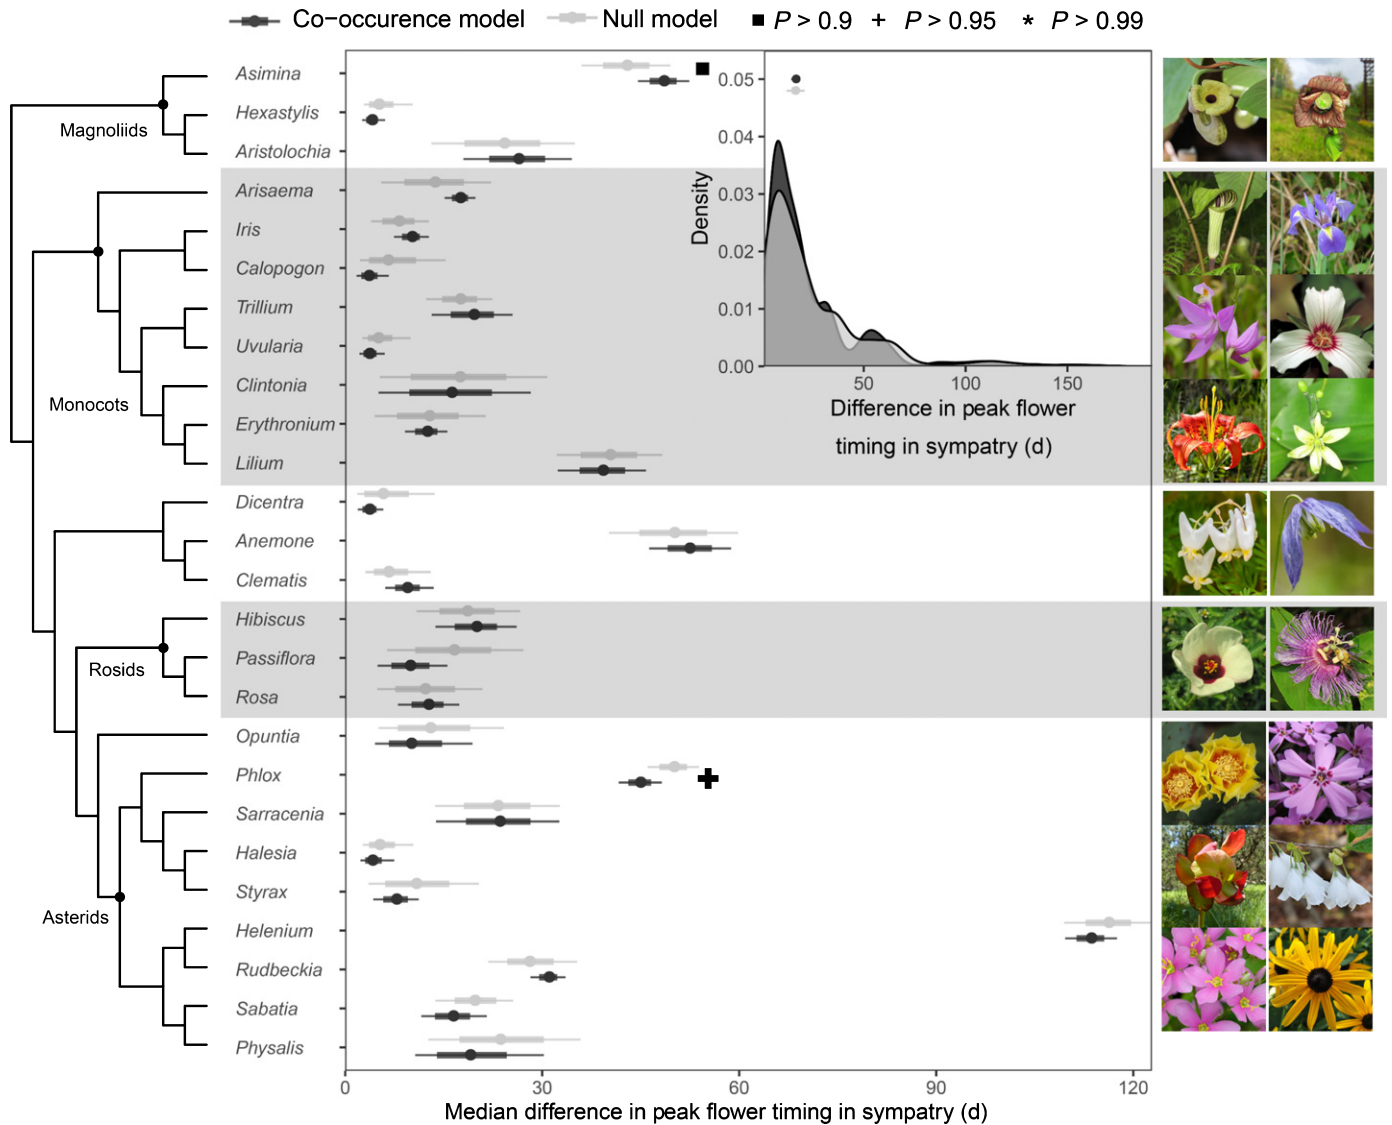 Co−occurence model Null model ■ P > 0.9 + P > 0.95 * P > 0.99
Asimina
Hexastylis
Magnoliids
Aristolochia
Arisaema
Iris
Calopogon
Trillium
Uvularia
Clintonia
Monocots
Erythronium
Lilium
Dicentra
Anemone
Clematis
Hibiscus
Passiflora
Rosids
Rosa
Opuntia
Phlox
Sarracenia
Halesia
Styrax
Asterids
Helenium
Rudbeckia
Sabatia
Physalis
0.05
0.04
0.03
0.02
0.01
0.00
Density
50 100 150
Difference in peak flower
timing in sympatry (d)
0 30 60 90 120
Median difference in peak flower timing in sympatry (d)